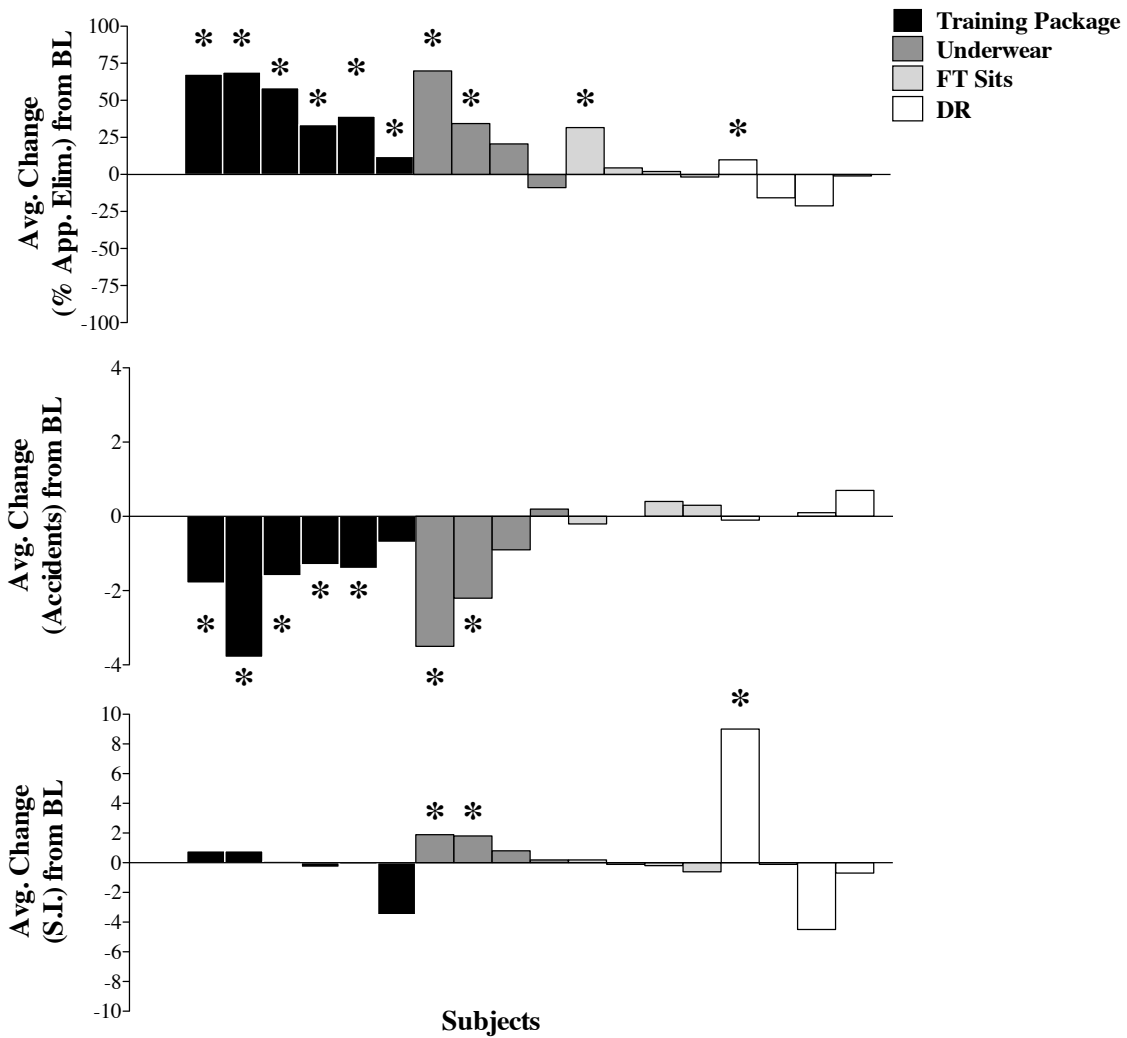 Training Package
Underwear
FT Sits
DR
Avg. Change
(% App. Elim.) from BL
100
75
50
25
0
-25
-50
-75
-100
* * * * * * * * * *
Avg. Change
(Accidents) from BL
4
2
0
-2
-4
* * * * * * *
Avg. Change
(S.I.) from BL
10
8
6
4
2
0
-2
-4
-6
-8
-10
* * *
Subjects